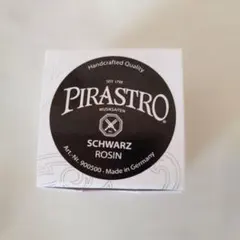 Handcrafted Quality
SEIT 1798
PIRASTRO®
MUSIKSAITEN
SCHWARZ
ROSIN
Art.-Nr. 900500 · Made in Germany